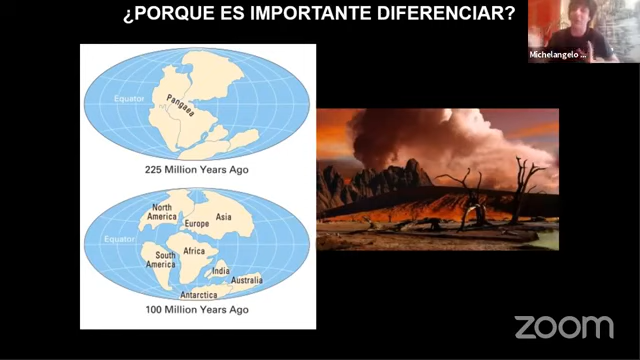 ¿PORQUE ES IMPORTANTE DIFERENCIAR?
Michelangelo ...
Equator
Pangaea
225 Million Years Ago
North
America
Europe
Asia
Equator
South
America
Africa
India
Australia
Antarctica
100 Million Years Ago
zoom